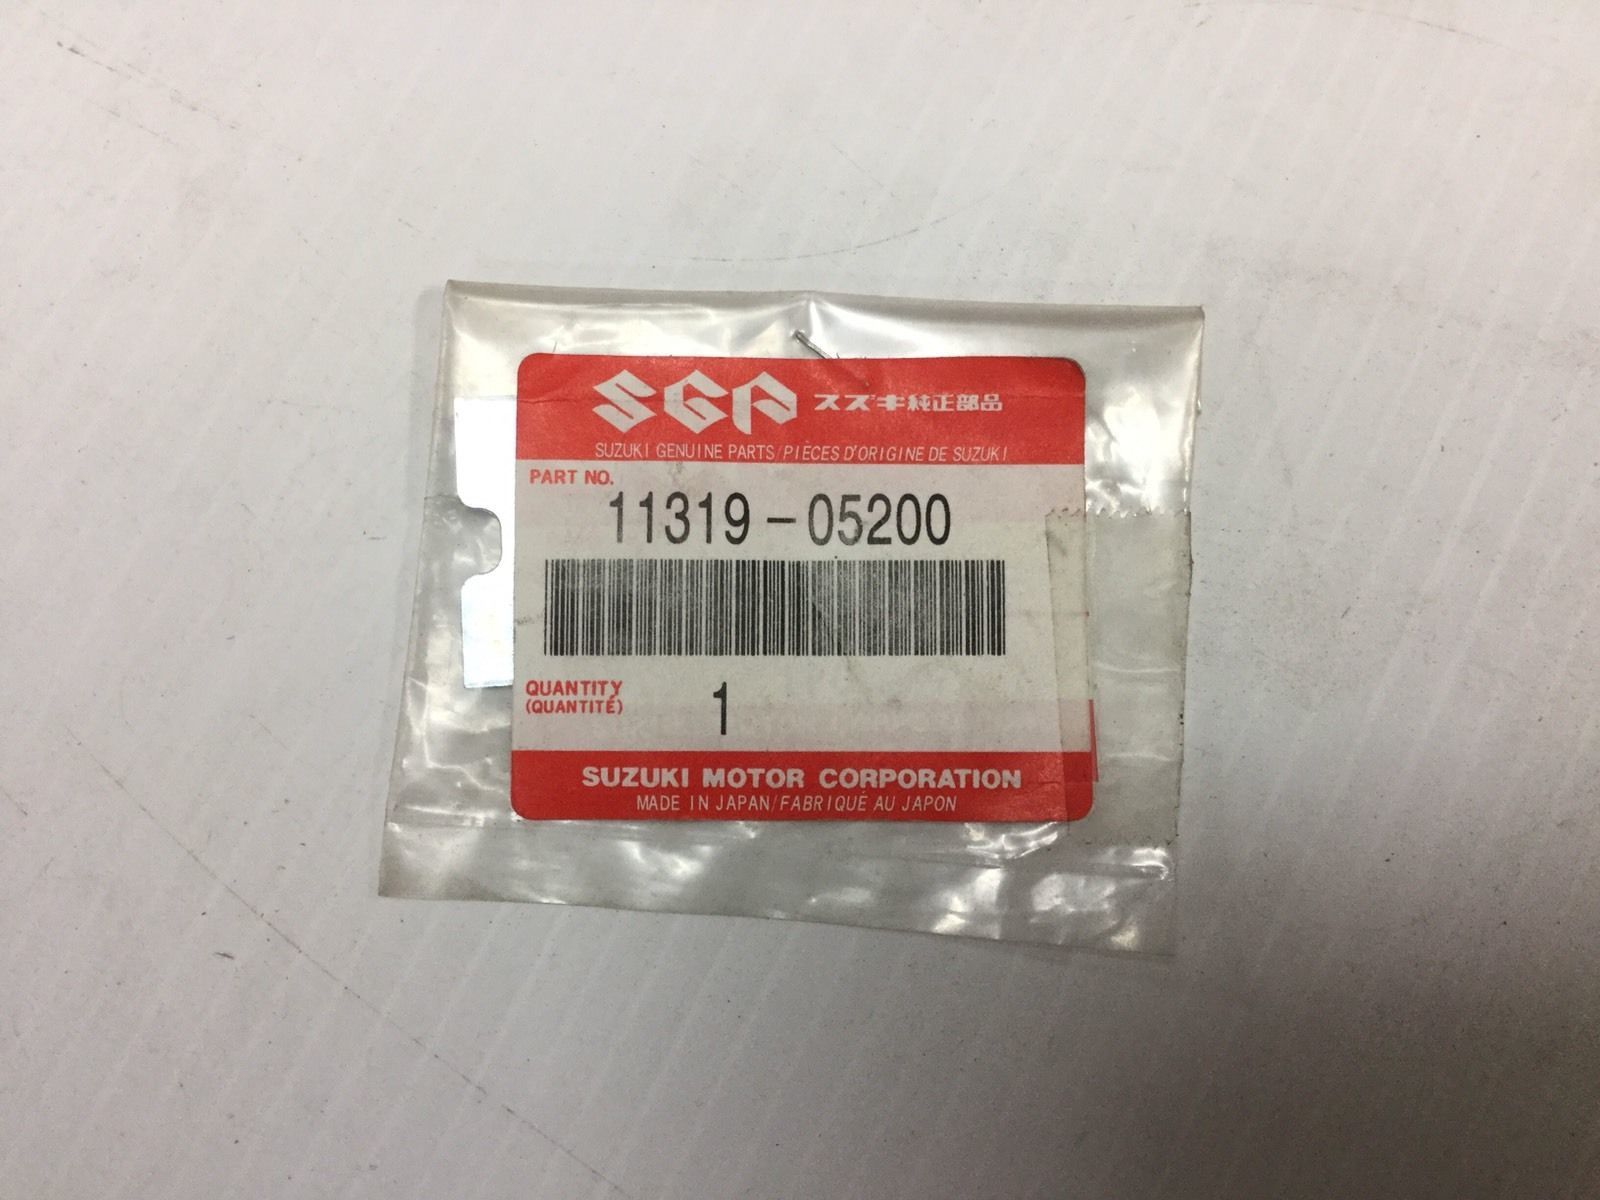 SGP スズキ純正部品
SUZUKI GENUINE PARTS/PIÈCES D'ORIGINE DE SUZUKI
PART NO.
11319-05200
QUANTITY 1
(QUANTITÉ)
SUZUKI MOTOR CORPORATION
MADE IN JAPAN/FABRIQUÉ AU JAPON